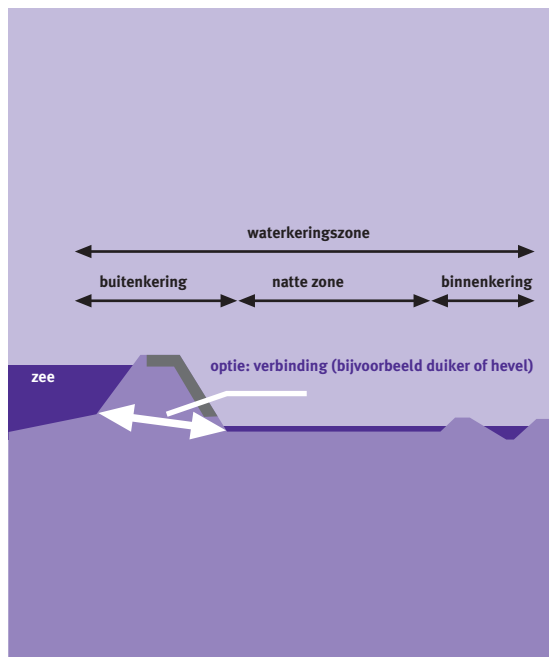 waterkeringszone
buitenkering natte zone binnenkering
optie: verbinding (bijvoorbeeld duiker of hevel)
zee